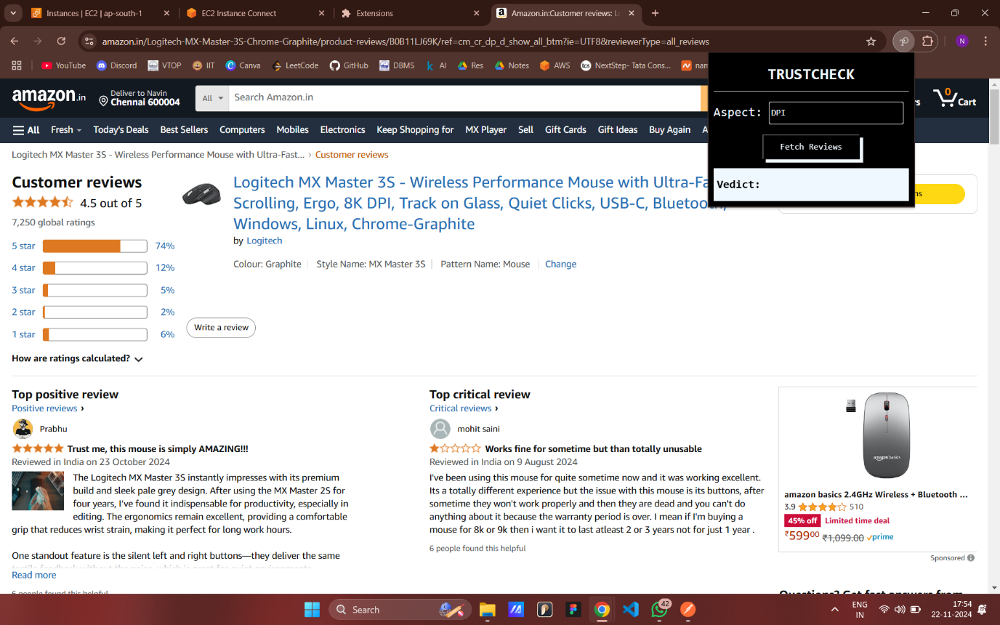 Instances | EC2 | ap-south-1
EC2 Instance Connect
Extensions
Amazon.in:Customer reviews: Lo
amazon.in/Logitech-MX-Master-3S-Chrome-Graphite/product-reviews/B0B11LJ69K/ref=cm_cr_dp_d_show_all_btm?ie=UTF8&reviewerType=all_reviews
N
YouTube
Discord
VTOP
IIT
Canva
LeetCode
GitHub
DBMS
AI
Res
Notes
AWS
NextStep- Tata Cons...
nam
TRUSTCHECK
Aspect: DPI
Fetch Reviews
Vedict:
amazon.in
Deliver to Navin
Chennai 600004
All
Search Amazon.in
0
Cart
All
Fresh
Today's Deals
Best Sellers
Computers
Mobiles
Electronics
Keep Shopping for
MX Player
Sell
Gift Cards
Gift Ideas
Buy Again
A
Logitech MX Master 3S - Wireless Performance Mouse with Ultra-Fast... › Customer reviews
Customer reviews
4.5 out of 5
7,250 global ratings
5 star 74%
4 star 12%
3 star 5%
2 star 2%
1 star 6%
How are ratings calculated?
Logitech MX Master 3S - Wireless Performance Mouse with Ultra-Fa
Scrolling, Ergo, 8K DPI, Track on Glass, Quiet Clicks, USB-C, Bluetooth,
Windows, Linux, Chrome-Graphite
by Logitech
Colour: Graphite
Style Name: MX Master 3S
Pattern Name: Mouse
Change
Write a review
Top positive review
Positive reviews ›
Prabhu
Trust me, this mouse is simply AMAZING!!!
Reviewed in India on 23 October 2024
The Logitech MX Master 3S instantly impresses with its premium
build and sleek pale grey design. After using the MX Master 2S for
four years, I've found it indispensable for productivity, especially in
editing. The ergonomics remain excellent, providing a comfortable
grip that reduces wrist strain, making it perfect for long work hours.
One standout feature is the silent left and right buttons—they deliver the same
Read more
6 people found this helpful
Top critical review
Critical reviews ›
mohit saini
Works fine for sometime but than totally unusable
Reviewed in India on 9 August 2024
I've been using this mouse for quite sometime now and it was working excellent.
Its a totally different experience but the issue with this mouse is its buttons, after
sometime they won't work properly and then they are dead and you can't do
anything about it because the warranty period is over. I mean if I'm buying a
mouse for 8k or 9k then i want it to last atleast 2 or 3 years not for just 1 year .
6 people found this helpful
amazon basics
amazon basics 2.4GHz Wireless + Bluetooth ...
3.9 510
45% off Limited time deal
₹59900 ₹1,099.00 prime
Sponsored
Questions? Get fast answers from
Search
42
ENG
IN
17:54
22-11-2024